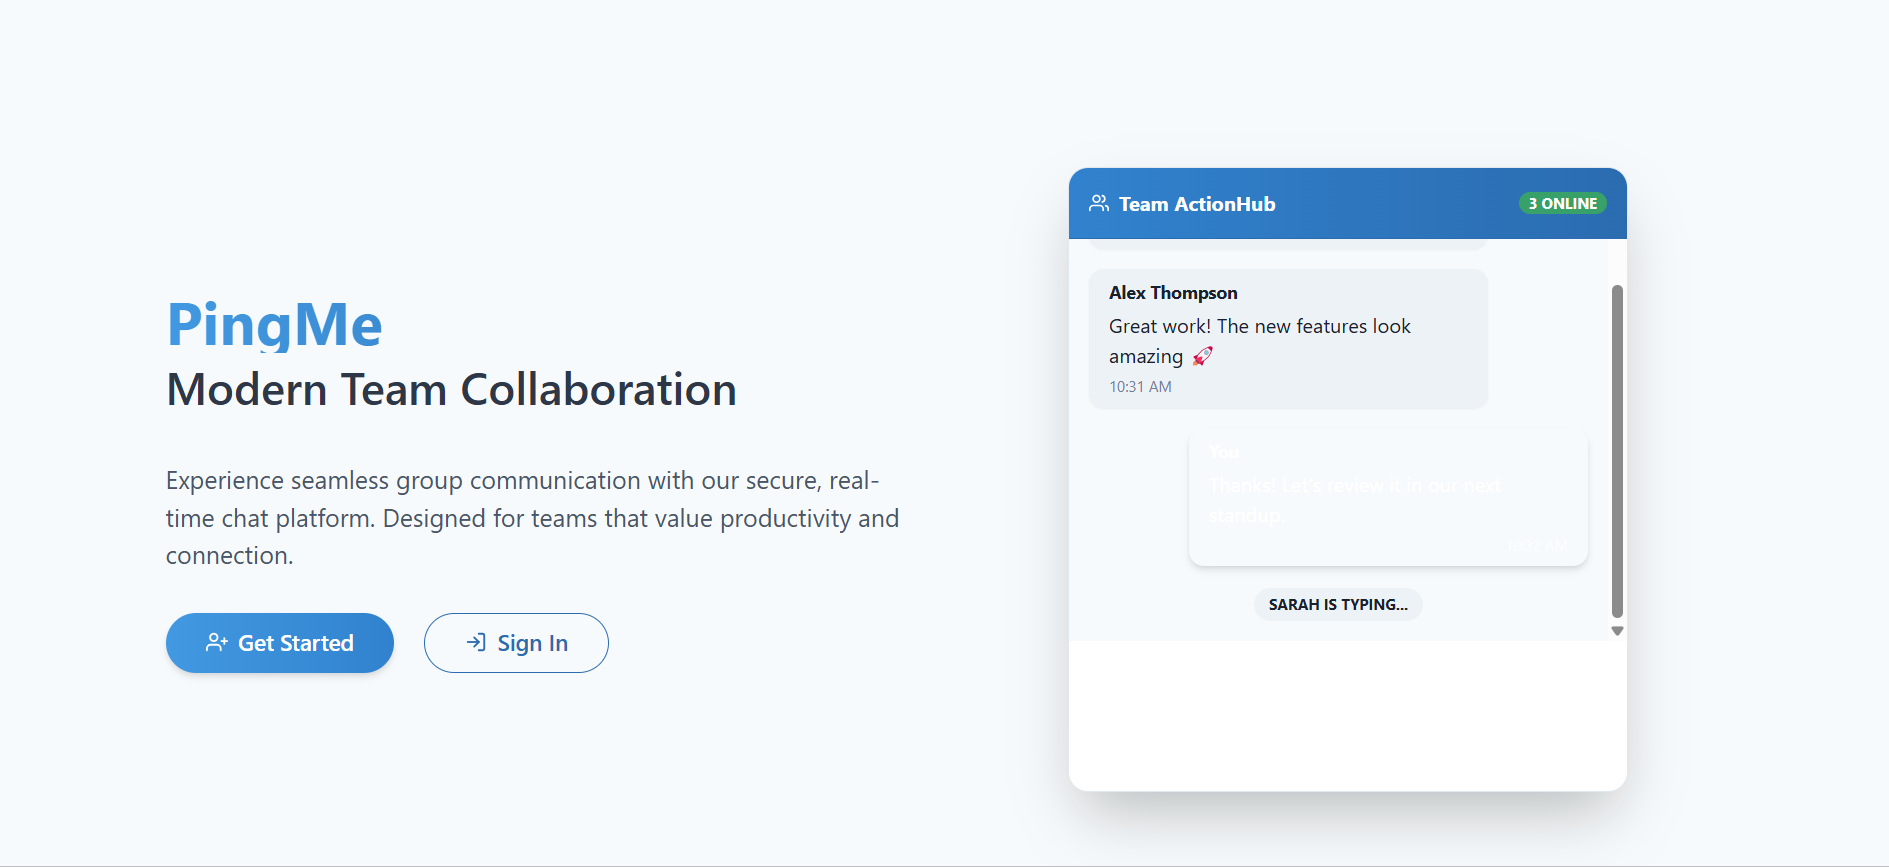 PingMe
Modern Team Collaboration
Experience seamless group communication with our secure, real-
time chat platform. Designed for teams that value productivity and
connection.
Get Started
Sign In
Team ActionHub
3 ONLINE
Alex Thompson
Great work! The new features look
amazing 🚀
10:31 AM
You
Thanks! Let's review it in our next
standup.
AM
SARAH IS TYPING...